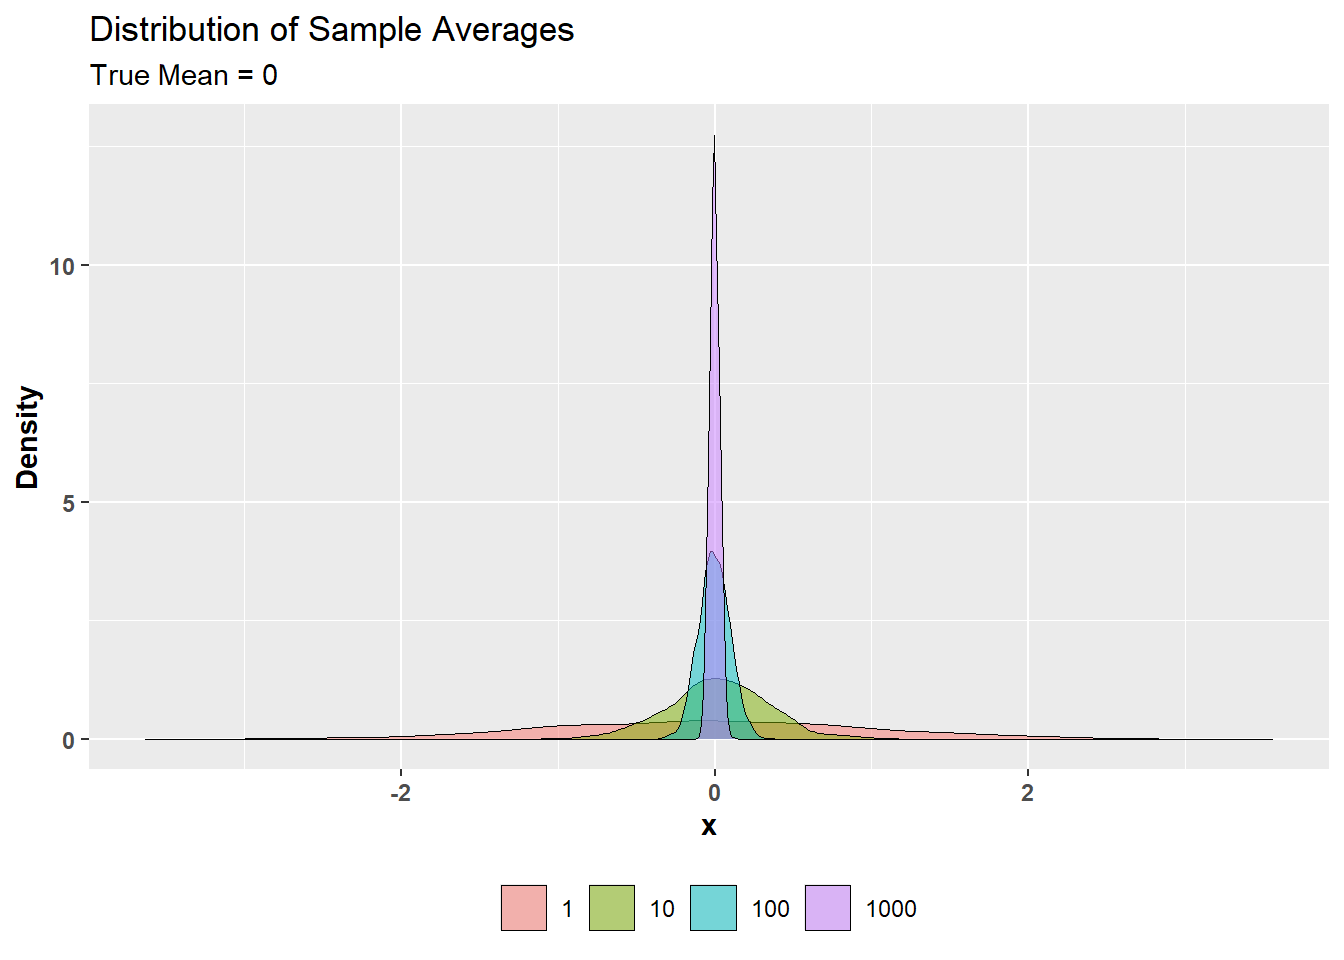 Distribution of Sample Averages
True Mean = 0
Density
10
5
0
-2 0 2
x
1 10 100 1000